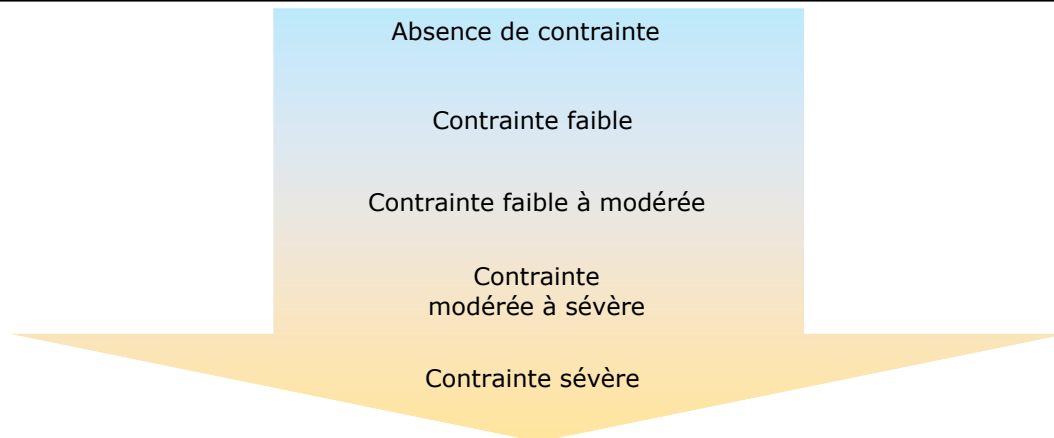 Absence de contrainte
Contrainte faible
Contrainte faible à modérée
Contrainte
modérée à sévère
Contrainte sévère